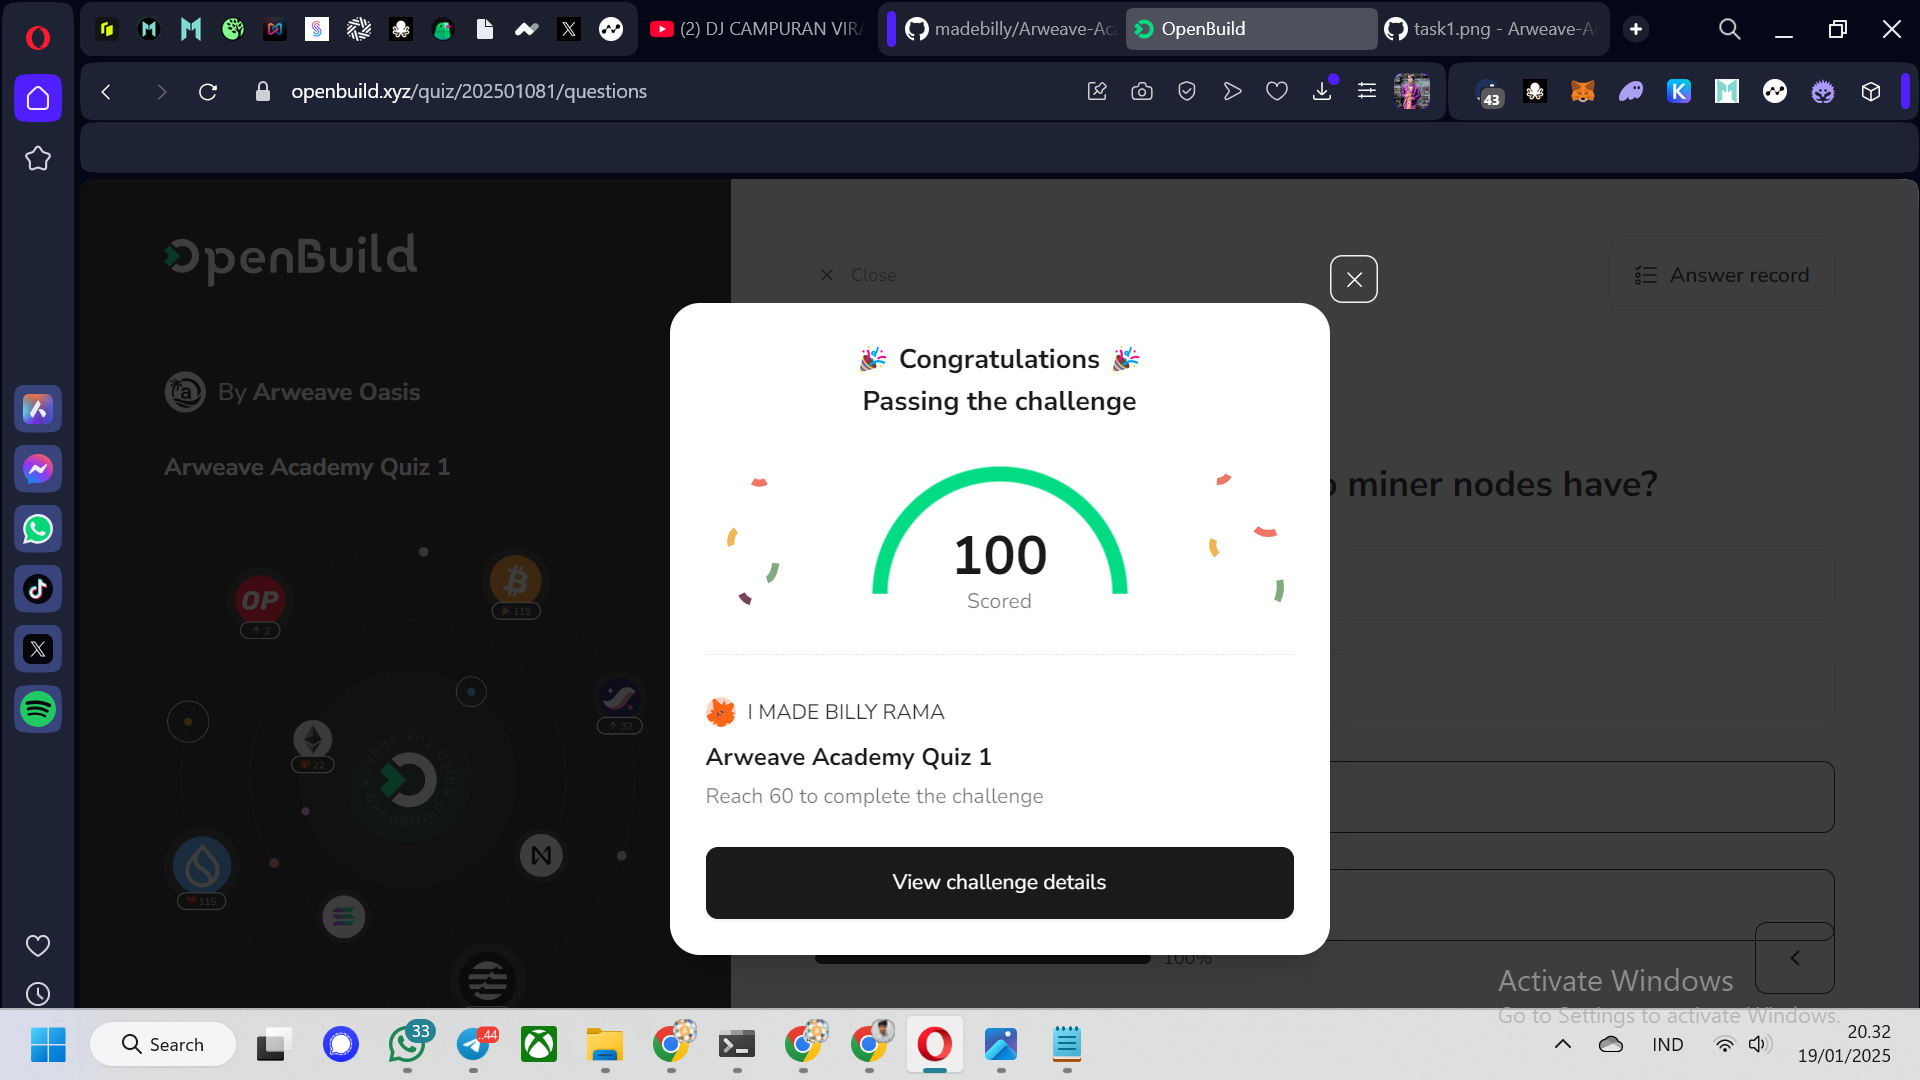 (2) DJ CAMPURAN VIRA
madebilly/Arweave-Aca
OpenBuild
task1.png - Arweave-A
openbuild.xyz/quiz/202501081/questions
43
OpenBuild
Close
Answer record
By Arweave Oasis
Arweave Academy Quiz 1
o miner nodes have?
Congratulations
Passing the challenge
100
Scored
I MADE BILLY RAMA
Arweave Academy Quiz 1
Reach 60 to complete the challenge
View challenge details
OP
2
115
32
22
115
100%
Activate Windows
Go to Settings to activate Windows.
Search
33
..44
IND
20.32
19/01/2025